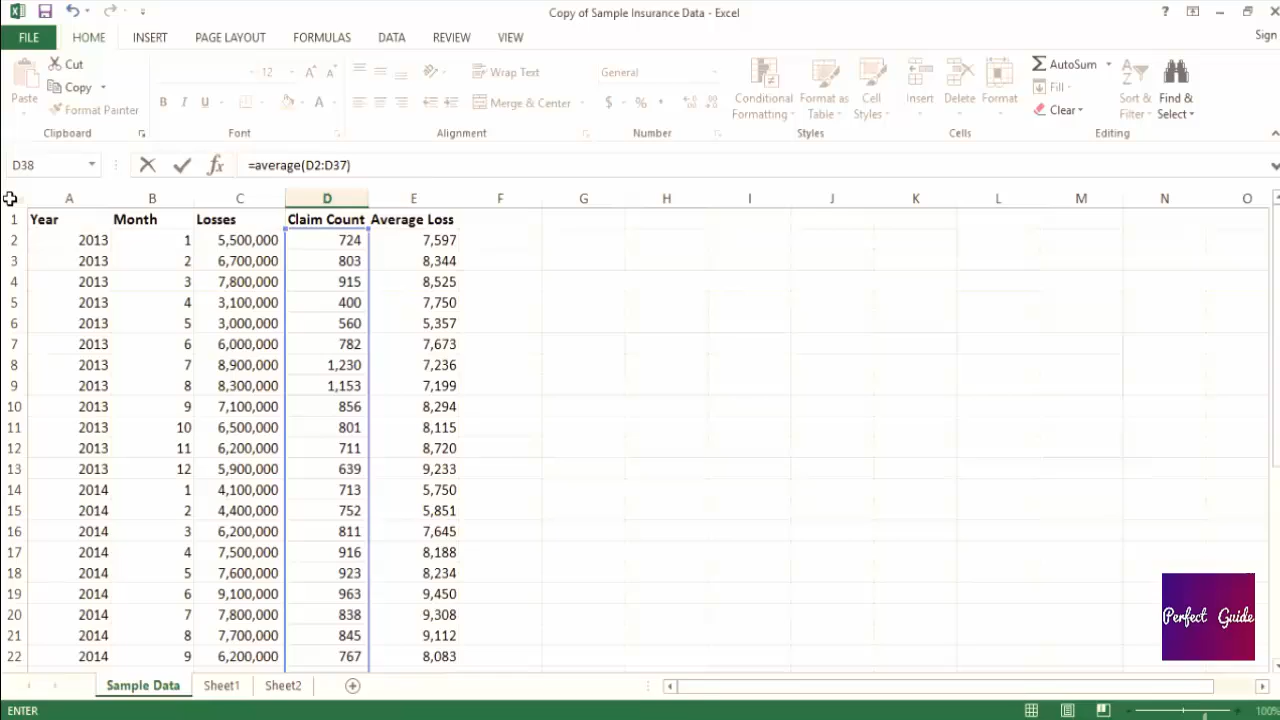 Copy of Sample Insurance Data - Excel
?
FILE HOME INSERT PAGE LAYOUT FORMULAS DATA REVIEW VIEW Sign
Paste Cut 12 A A Wrap Text General Conditional Formatting Format as Table Cell Styles Insert Delete Format AutoSum Sort & Filter Find & Select
Copy Fill
Format Painter B I U A Merge & Center $ % Clear
Clipboard Font Alignment Number Styles Cells Editing
D38 fx =average(D2:D37)
A B C D E F G H I J K L M N O
1 Year Month Losses Claim Count Average Loss
2 2013 1 5,500,000 724 7,597
3 2013 2 6,700,000 803 8,344
4 2013 3 7,800,000 915 8,525
5 2013 4 3,100,000 400 7,750
6 2013 5 3,000,000 560 5,357
7 2013 6 6,000,000 782 7,673
8 2013 7 8,900,000 1,230 7,236
9 2013 8 8,300,000 1,153 7,199
10 2013 9 7,100,000 856 8,294
11 2013 10 6,500,000 801 8,115
12 2013 11 6,200,000 711 8,720
13 2013 12 5,900,000 639 9,233
14 2014 1 4,100,000 713 5,750
15 2014 2 4,400,000 752 5,851
16 2014 3 6,200,000 811 7,645
17 2014 4 7,500,000 916 8,188
18 2014 5 7,600,000 923 8,234
19 2014 6 9,100,000 963 9,450
20 2014 7 7,800,000 838 9,308
21 2014 8 7,700,000 845 9,112
22 2014 9 6,200,000 767 8,083
Perfect Guide
Sample Data Sheet1 Sheet2
ENTER 100%